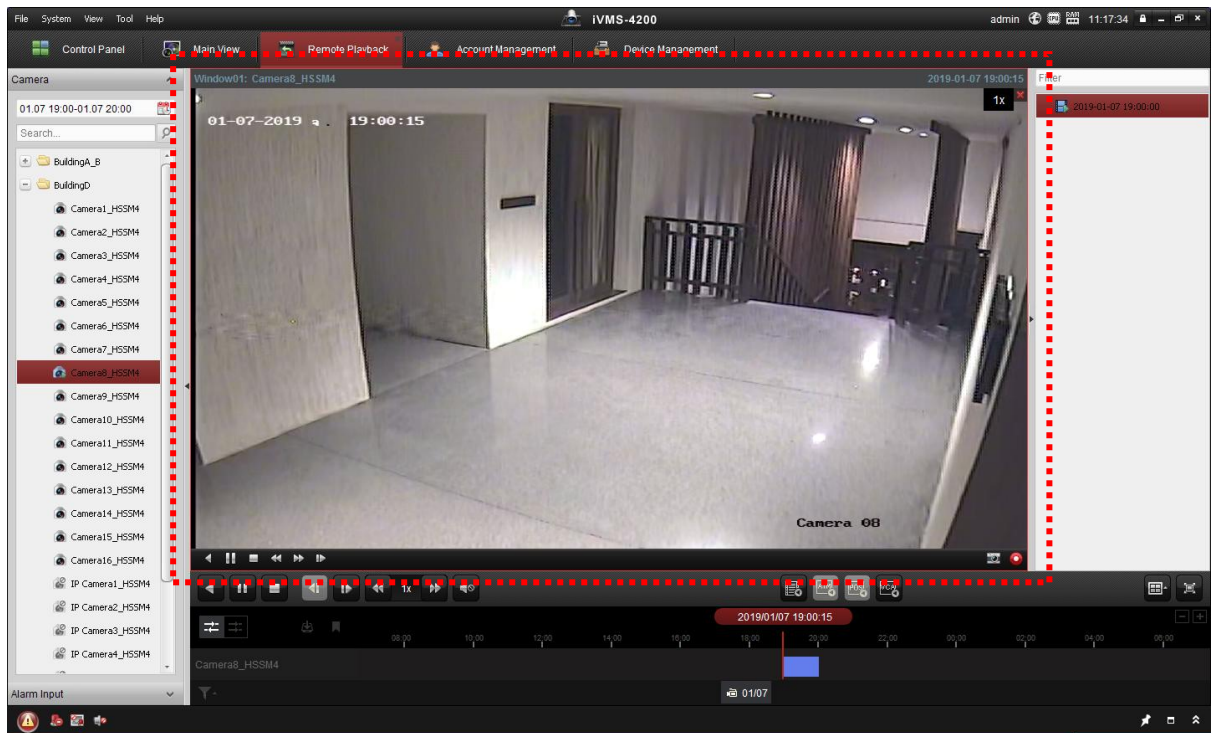 File System View Tool Help
iVMS-4200
admin
11:17:34
Control Panel
Main View
Remote Playback
Account Management
Device Management
Camera
01.07 19:00-01.07 20:00
Search...
BuildingA_B
BuildingD
Camera1_HSSM4
Camera2_HSSM4
Camera3_HSSM4
Camera4_HSSM4
Camera5_HSSM4
Camera6_HSSM4
Camera7_HSSM4
Camera8_HSSM4
Camera9_HSSM4
Camera10_HSSM4
Camera11_HSSM4
Camera12_HSSM4
Camera13_HSSM4
Camera14_HSSM4
Camera15_HSSM4
Camera16_HSSM4
IP Camera1_HSSM4
IP Camera2_HSSM4
IP Camera3_HSSM4
IP Camera4_HSSM4
Alarm Input
Window01: Camera8_HSSM4
2019-01-07 19:00:15
1x
01-07-2019 จ. 19:00:15
Camera 08
Filter
2019-01-07 19:00:00
1x
2019/01/07 19:00:15
08:00 10:00 12:00 14:00 16:00 18:00 20:00 22:00 00:00 02:00 04:00 06:00
Camera8_HSSM4
01/07